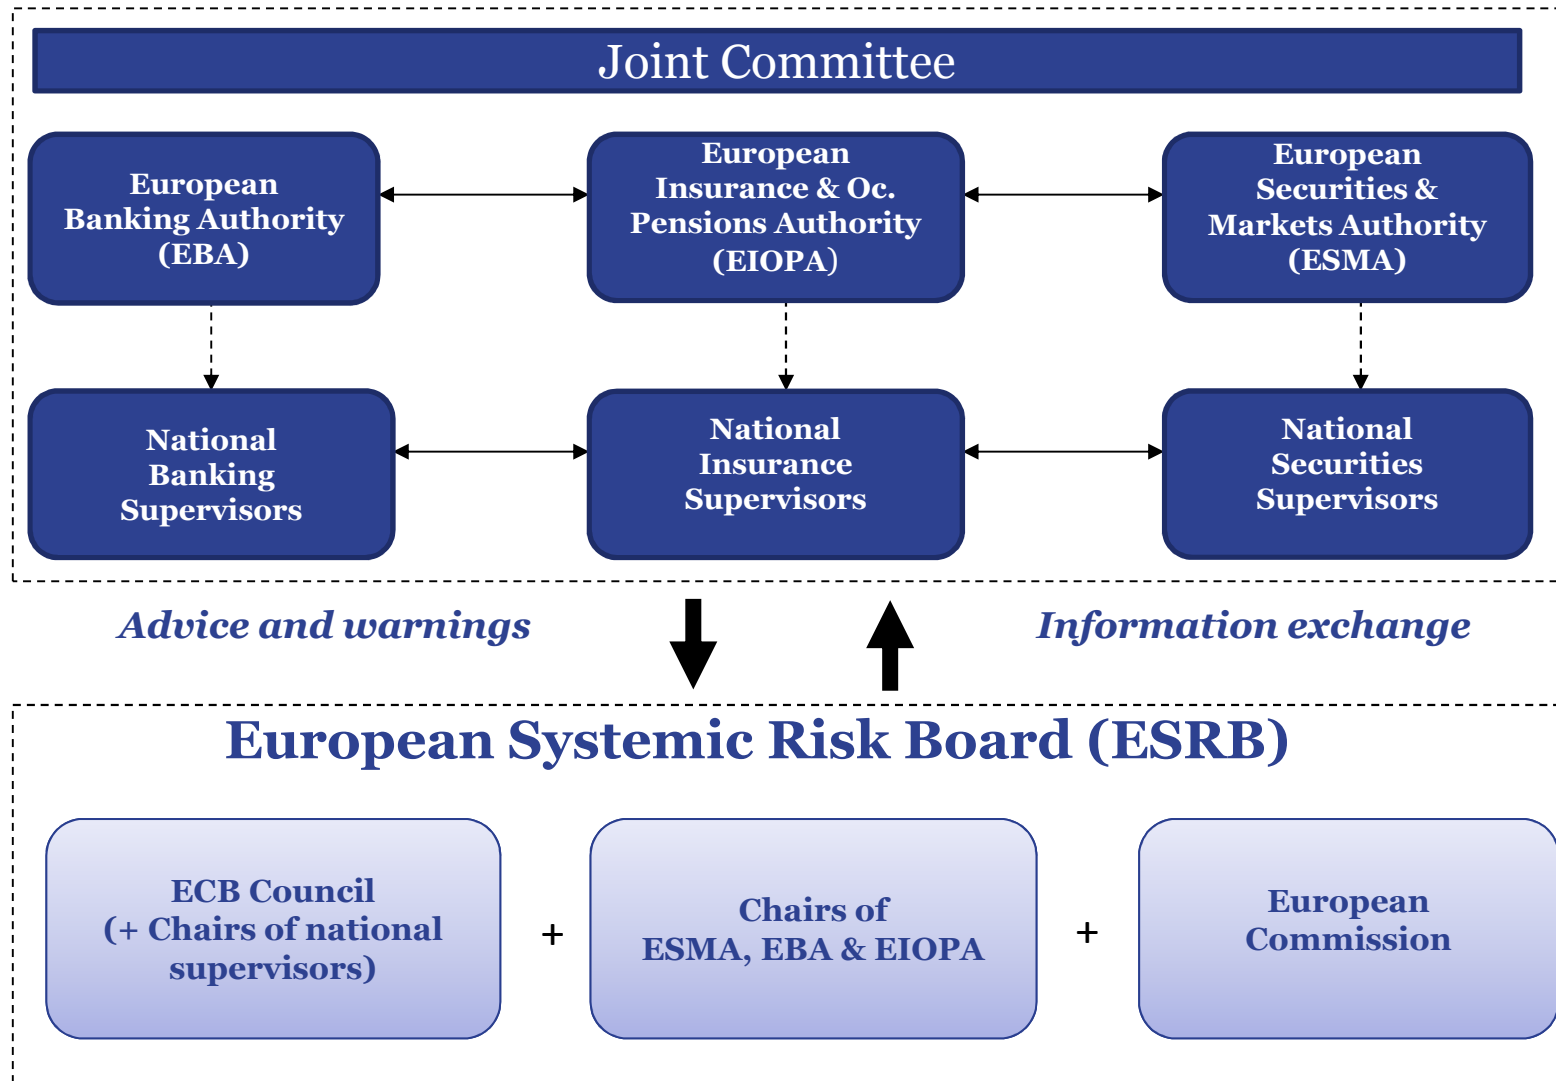 Joint Committee
European
Banking Authority
(EBA)
European
Insurance & Oc.
Pensions Authority
(EIOPA)
European
Securities &
Markets Authority
(ESMA)
National
Banking
Supervisors
National
Insurance
Supervisors
National
Securities
Supervisors
Advice and warnings
Information exchange
European Systemic Risk Board (ESRB)
ECB Council
(+ Chairs of national
supervisors)
+
Chairs of
ESMA, EBA & EIOPA
+
European
Commission